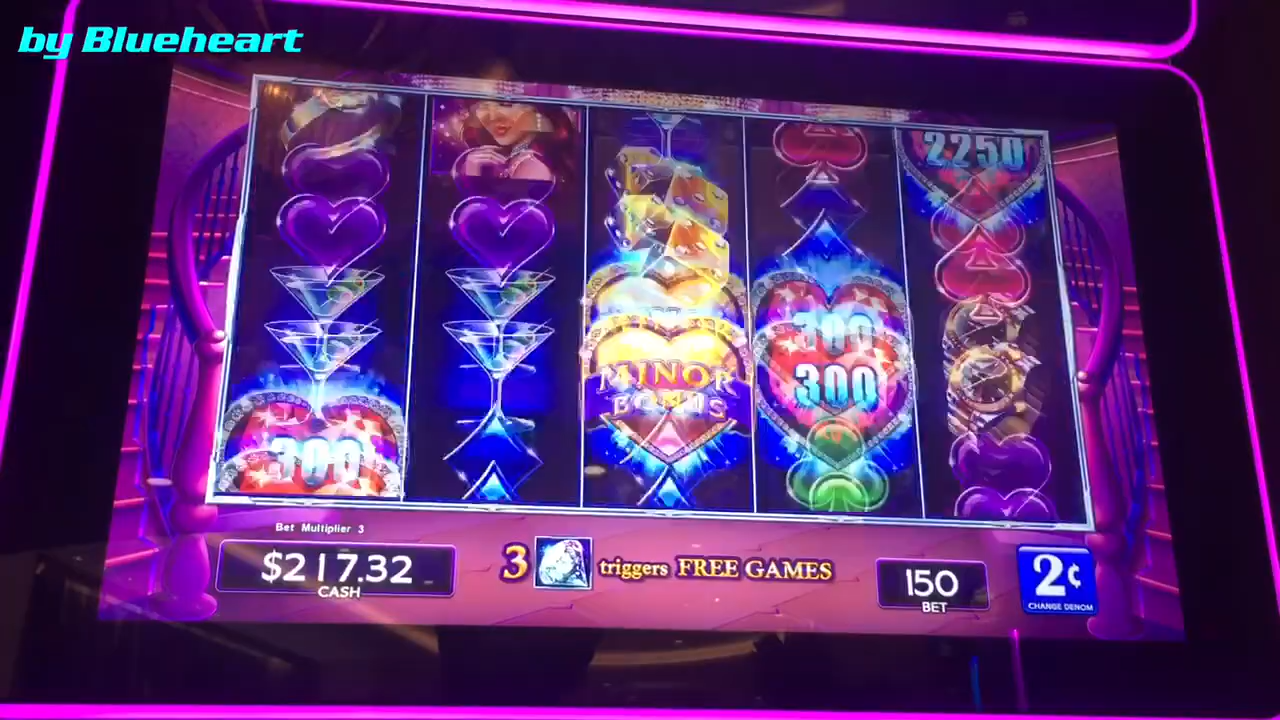 by Blueheart
2250
300
300
MINOR
BONUS
300
Bet Multiplier 3
$217.32
CASH
3 triggers FREE GAMES
150
BET
2¢
CHANGE DENOM